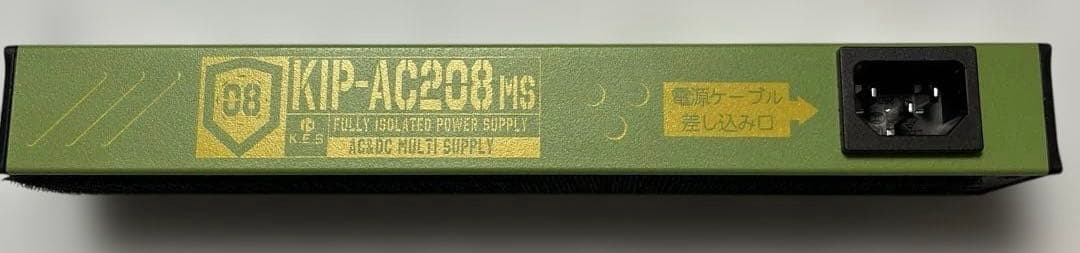 08
KIP-AC208 MS
K.E.S
FULLY ISOLATED POWER SUPPLY
AC&DC MULTI SUPPLY
電源ケーブル
差し込み口